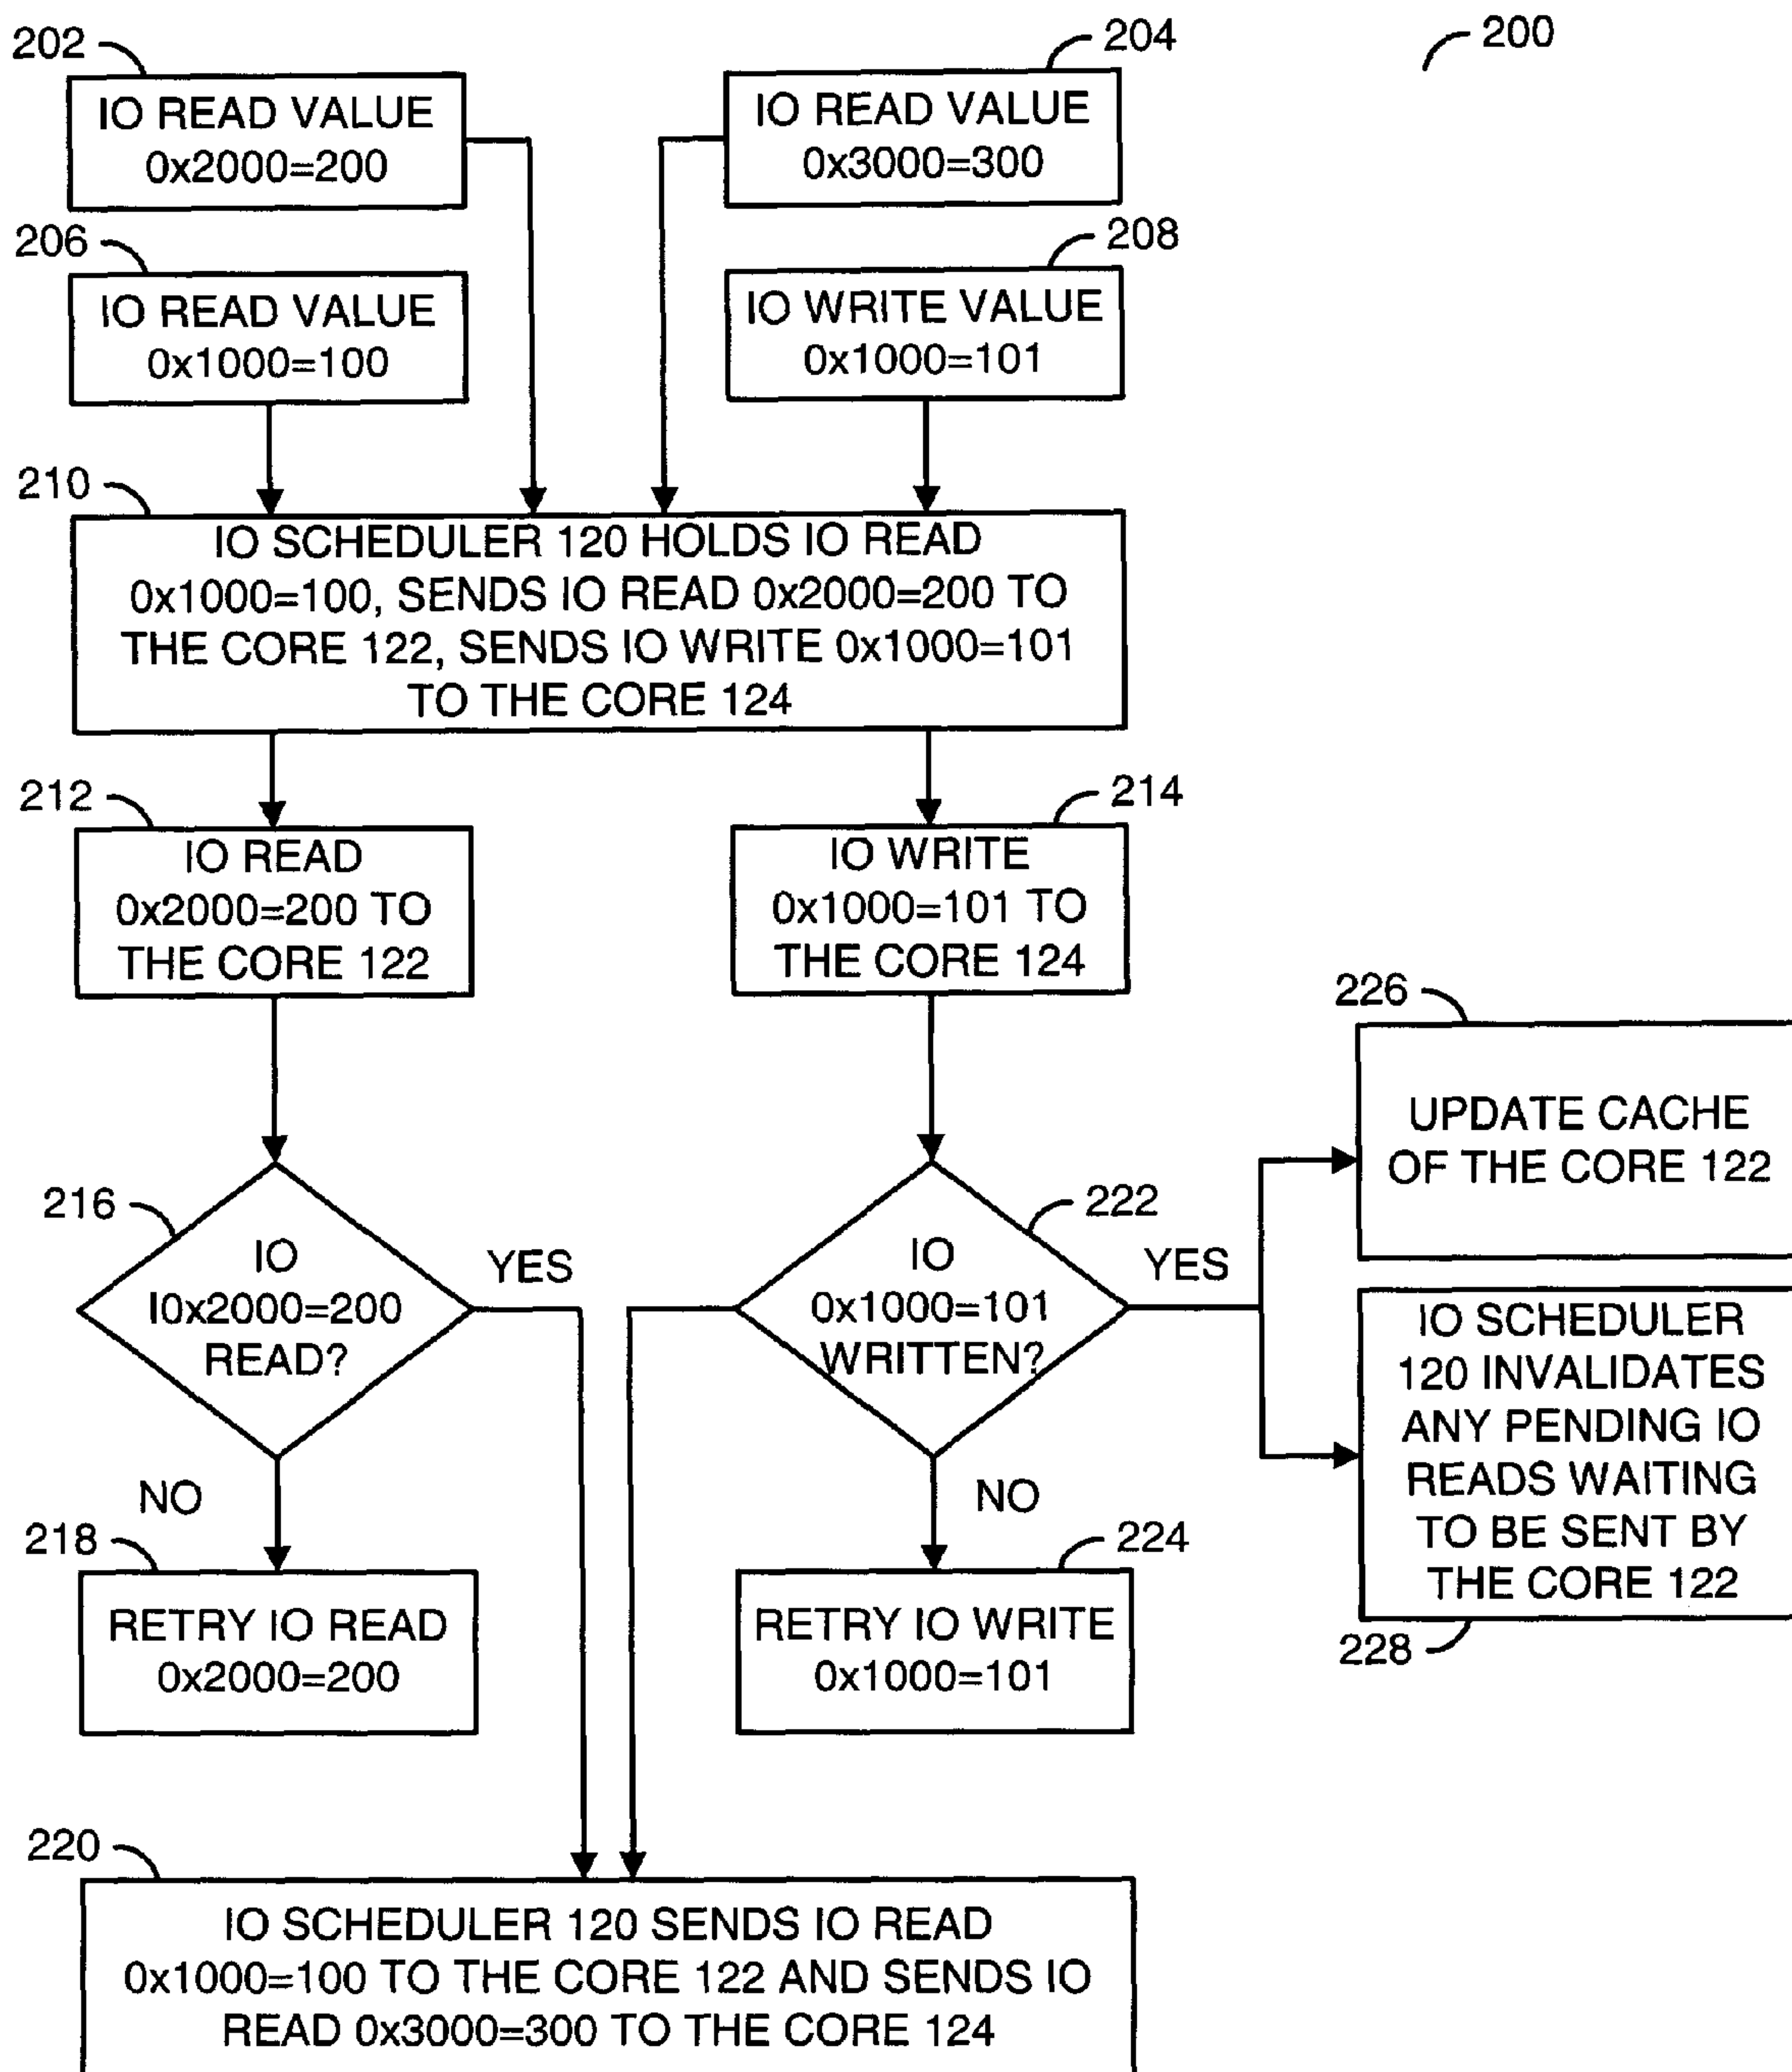 202
204
200
IO READ VALUE
0x2000=200
IO READ VALUE
0x3000=300
206
208
IO READ VALUE
0x1000=100
IO WRITE VALUE
0x1000=101
210
IO SCHEDULER 120 HOLDS IO READ
0x1000=100, SENDS IO READ 0x2000=200 TO
THE CORE 122, SENDS IO WRITE 0x1000=101
TO THE CORE 124
212
214
IO READ
0x2000=200 TO
THE CORE 122
IO WRITE
0x1000=101 TO
THE CORE 124
226
UPDATE CACHE
OF THE CORE 122
216
IO
I0x2000=200
READ?
YES
222
IO
0x1000=101
WRITTEN?
YES
IO SCHEDULER
120 INVALIDATES
ANY PENDING IO
READS WAITING
TO BE SENT BY
THE CORE 122
228
NO
NO
218
224
RETRY IO READ
0x2000=200
RETRY IO WRITE
0x1000=101
220
IO SCHEDULER 120 SENDS IO READ
0x1000=100 TO THE CORE 122 AND SENDS IO
READ 0x3000=300 TO THE CORE 124